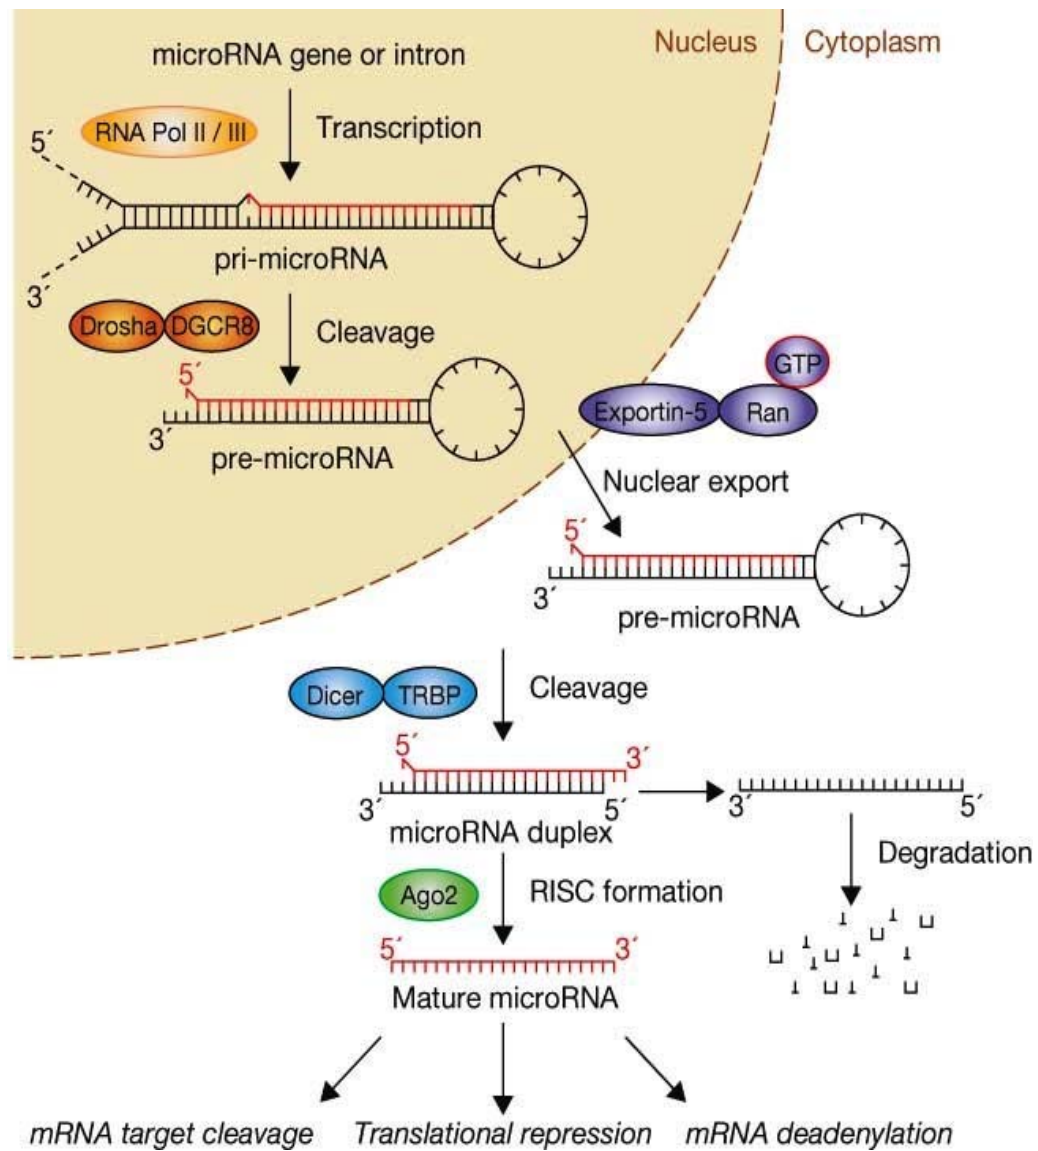 Nucleus
Cytoplasm
microRNA gene or intron
RNA Pol II / III
Transcription
5´
pri-microRNA
3´
Drosha
DGCR8
Cleavage
5´
3´
pre-microRNA
GTP
Exportin-5
Ran
Nuclear export
5´
3´
pre-microRNA
Dicer
TRBP
Cleavage
5´
3´
3´
5´
microRNA duplex
3´
5´
Degradation
Ago2
RISC formation
5´
3´
Mature microRNA
mRNA target cleavage
Translational repression
mRNA deadenylation